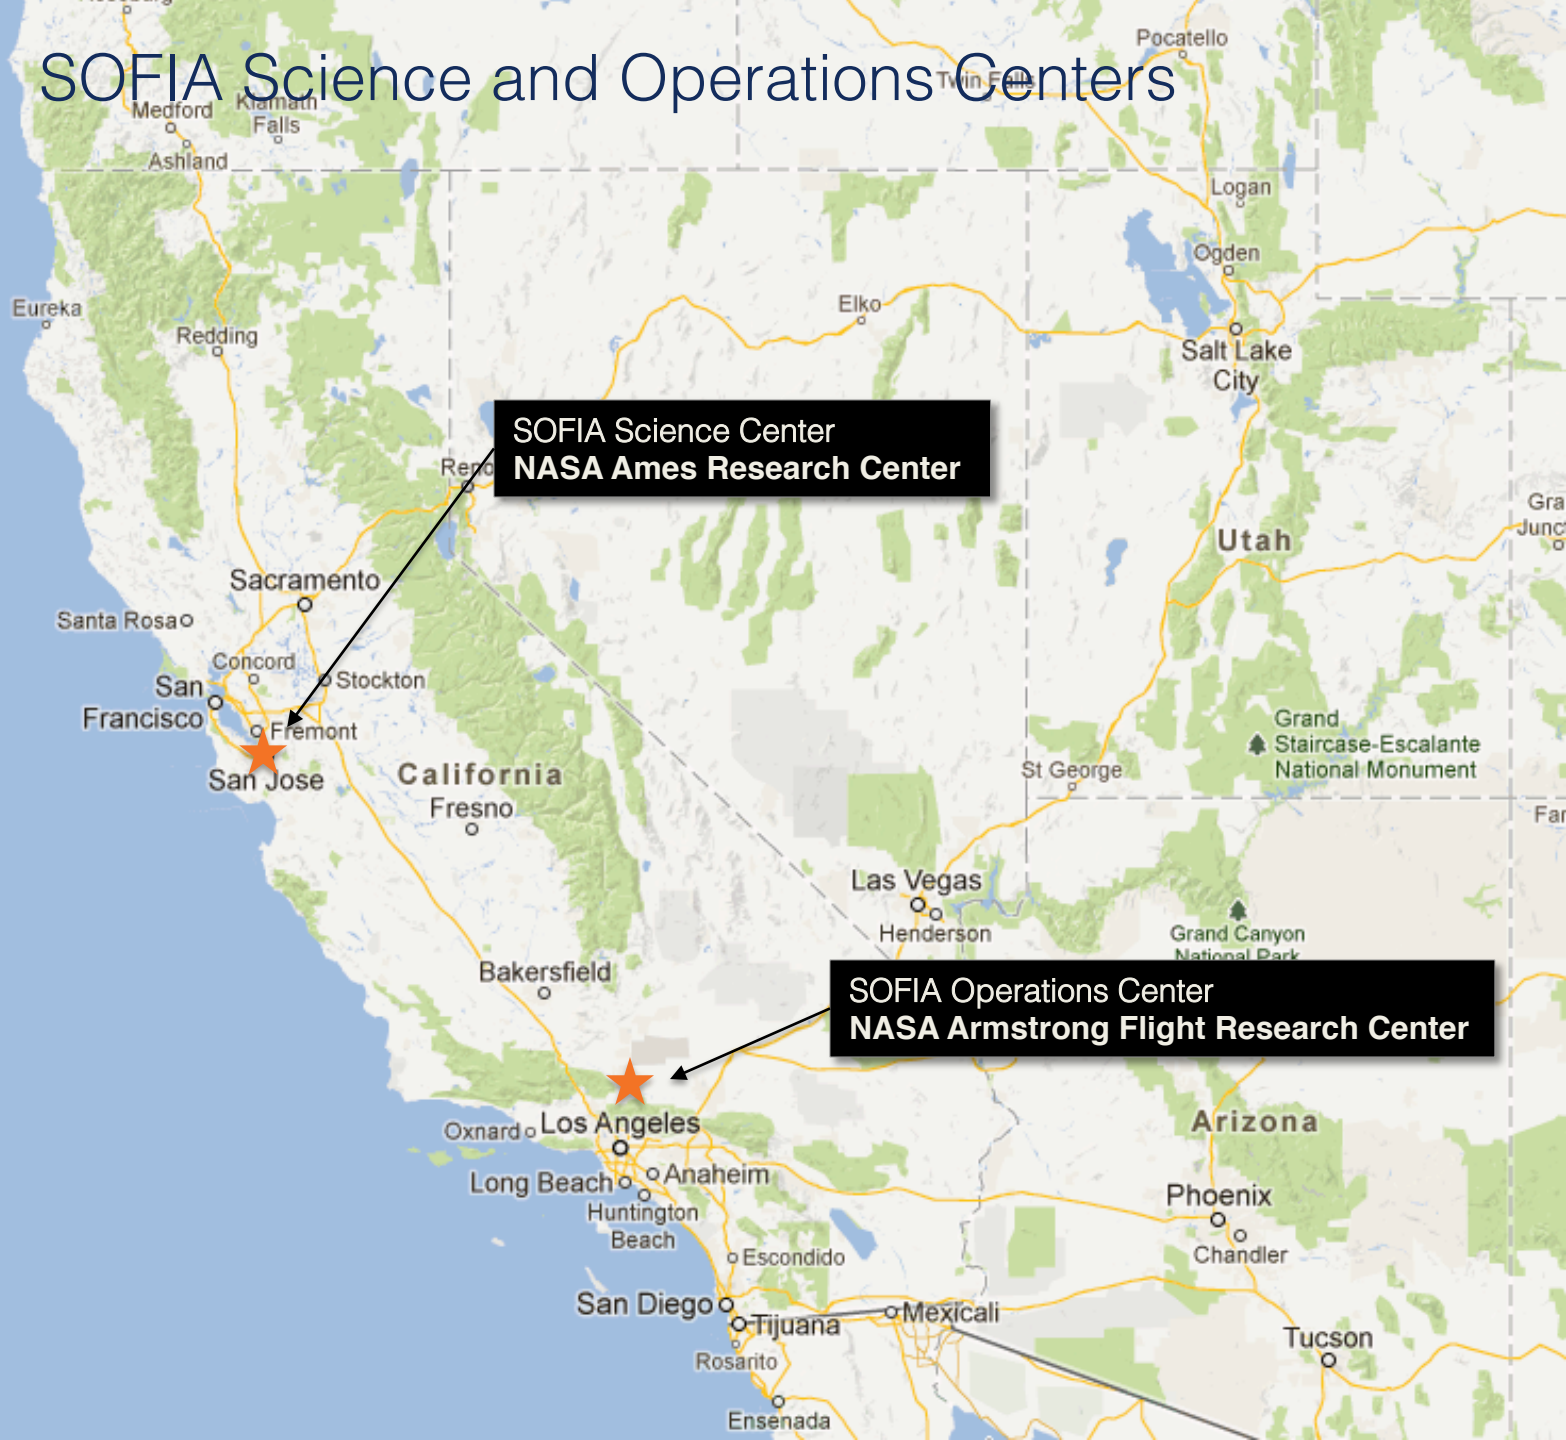 SOFIA Science and Operations Centers
Pocatello
Twin Falls
Medford
Klamath
Falls
Ashland
Logan
Ogden
Eureka
Elko
Redding
Salt Lake
City
SOFIA Science Center
NASA Ames Research Center
Reno
Utah
Sacramento
Santa Rosa
Concord
Stockton
San
Francisco
Fremont
San Jose
California
Fresno
Grand
Staircase-Escalante
National Monument
St George
Las Vegas
Henderson
Grand Canyon
National Park
Bakersfield
SOFIA Operations Center
NASA Armstrong Flight Research Center
Los Angeles
Oxnard
Arizona
Anaheim
Long Beach
Huntington
Beach
Phoenix
Chandler
Escondido
San Diego
Tijuana
Mexicali
Rosarito
Tucson
Ensenada